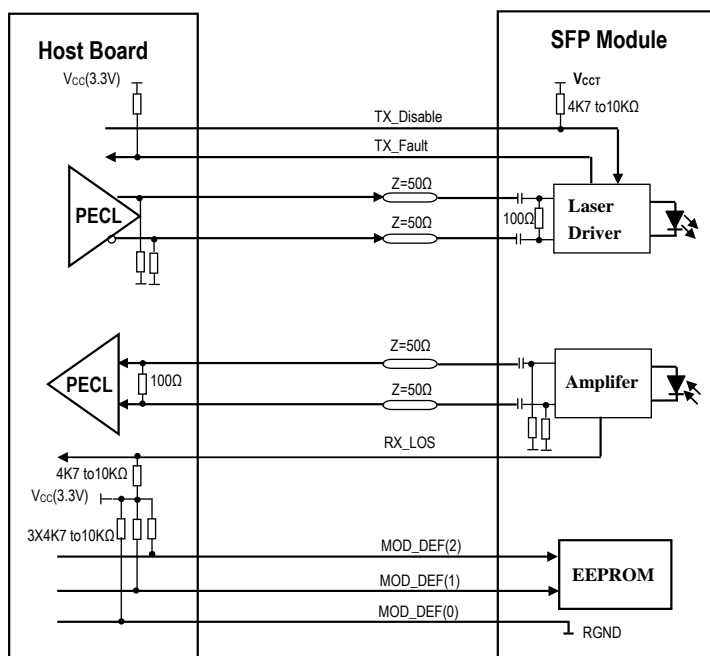 Host Board
SFP Module
Vcc(3.3V)
VCCT
4K7 to10KΩ
TX_Disable
TX_Fault
Z=50Ω
PECL
Z=50Ω
100Ω
Laser
Driver
Z=50Ω
PECL
100Ω
Z=50Ω
Amplifer
RX_LOS
4K7 to10KΩ
Vcc(3.3V)
3X4K7 to10KΩ
MOD_DEF(2)
EEPROM
MOD_DEF(1)
MOD_DEF(0)
RGND